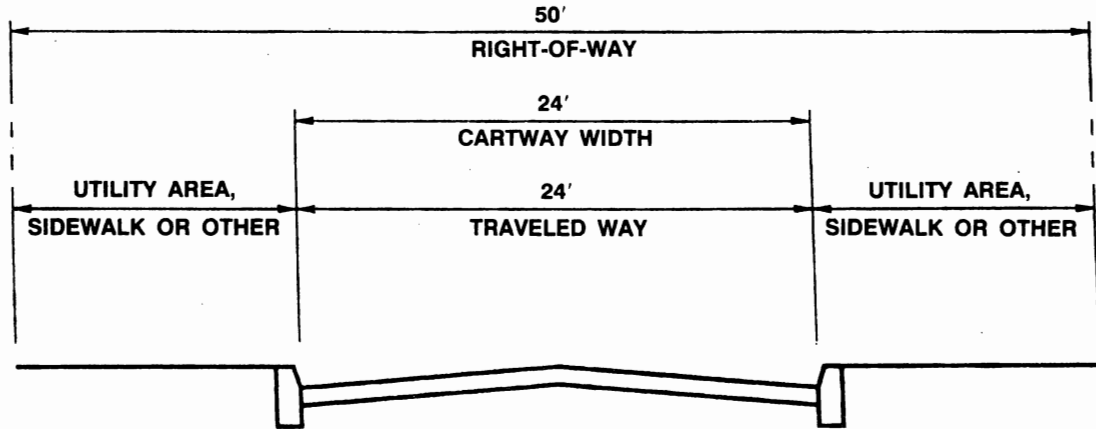 50′
RIGHT-OF-WAY
24′
CARTWAY WIDTH
UTILITY AREA,
SIDEWALK OR OTHER
24′
TRAVELED WAY
UTILITY AREA,
SIDEWALK OR OTHER